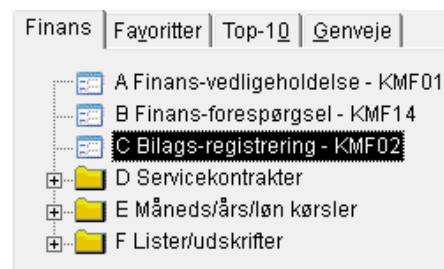 Finans Favoritter Top-10 Genveje
A Finans-vedligeholdelse - KMF01
B Finans-forespørgsel - KMF14
C Bilags-registrering - KMF02
D Servicekontrakter
E Måneds/års/løn kørsler
F Lister/udskrifter